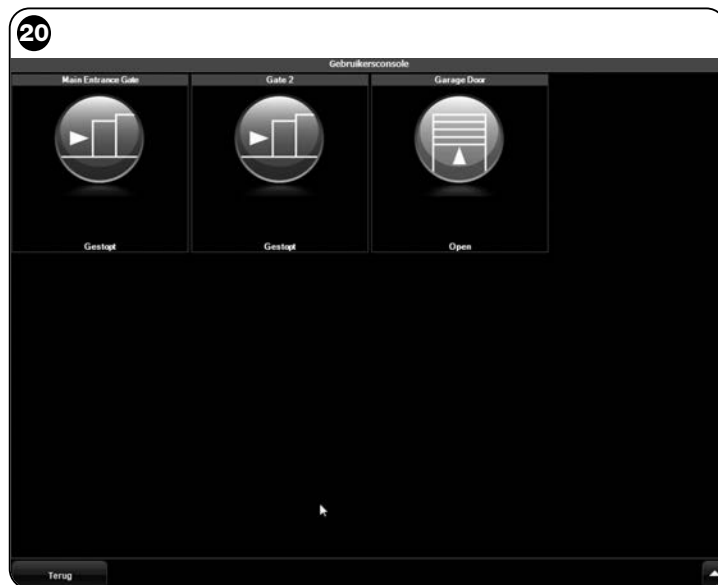 20
Gebruikersconsole
Main Entrance Gate
Gate 2
Garage Door
Gestopt
Gestopt
Open
Terug